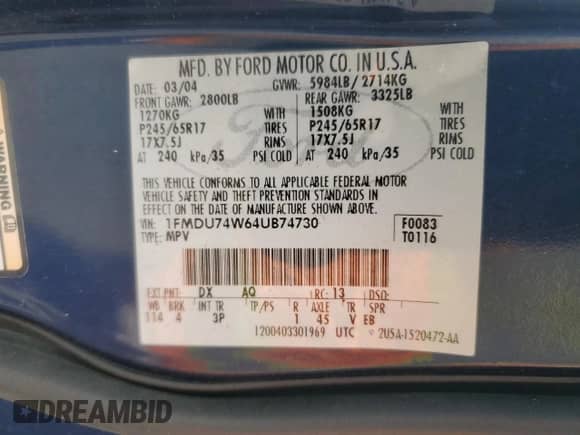 MFD. BY FORD MOTOR CO. IN U.S.A.
DATE: 03/04 GVWR: 5984LB/ 2714KG
FRONT GAWR: 2800LB REAR GAWR: 3325LB
1270KG WITH 1508KG WITH
P245/65R17 TIRES P245/65R17 TIRES
17X7.5J RIMS 17X7.5J RIMS
AT 240 kPa/35 PSI COLD AT 240 kPa/35 PSI COLD
THIS VEHICLE CONFORMS TO ALL APPLICABLE FEDERAL MOTOR
VEHICLE SAFETY AND THEFT PREVENTION STANDARDS IN
EFFECT ON THE DATE OF MANUFACTURE SHOWN ABOVE.
VIN: 1FMDU74W64UB74730 F0083
TYPE: MPV T0116
EXT PNT: DX AQ RC: 13 DSO:
WB BRK INT TR TP/PS R AXLE TR SPR
114 4 3P 1 45 V EB
1200403301969 UTC 2U5A-1520472-AA
WARNING
Ford
DREAMBID